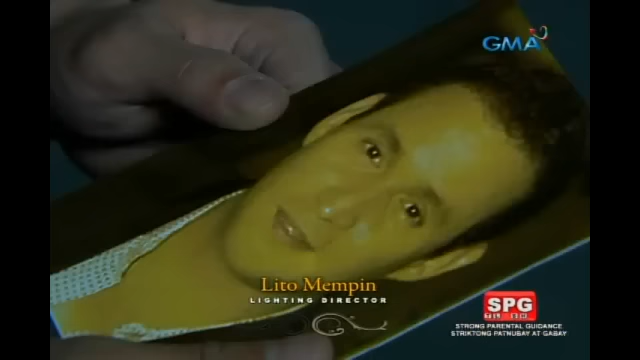 GMA
Lito Mempin
LIGHTING DIRECTOR
SPG
STRONG PARENTAL GUIDANCE
STRIKTONG PATNUBAY AT GABAY